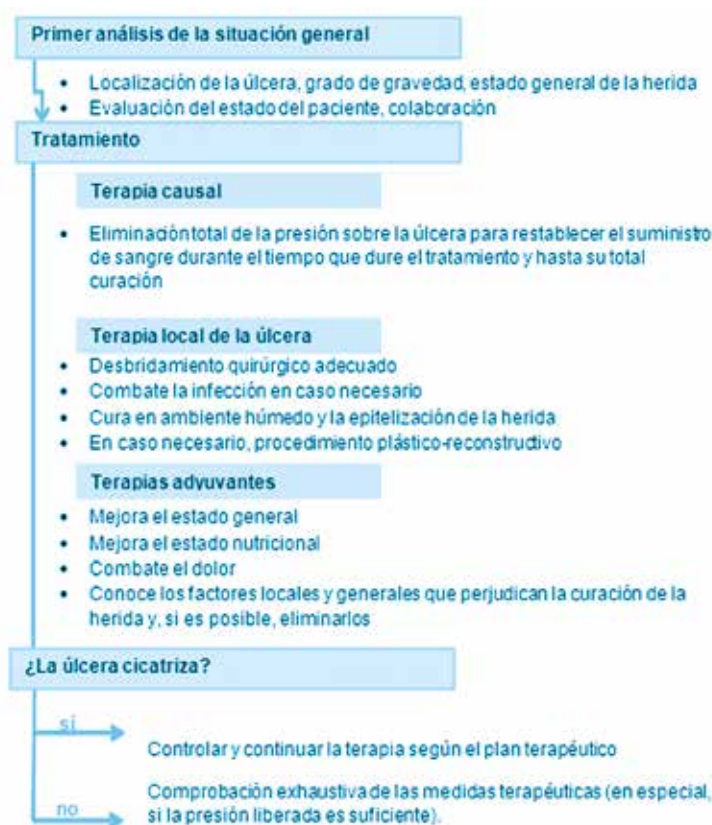 Primer análisis de la situación general
• Localización de la úlcera, grado de gravedad, estado general de la herida
• Evaluación del estado del paciente, colaboración
Tratamiento
Terapia causal
• Eliminación total de la presión sobre la úlcera para restablecer el suministro
de sangre durante el tiempo que dure el tratamiento y hasta su total
curación
Terapia local de la úlcera
• Desbridamiento quirúrgico adecuado
• Combate la infección en caso necesario
• Cura en ambiente húmedo y la epitelización de la herida
• En caso necesario, procedimiento plástico-reconstructivo
Terapias adyuvantes
• Mejora el estado general
• Mejora el estado nutricional
• Combate el dolor
• Conoce los factores locales y generales que perjudican la curación de la
herida y, si es posible, eliminarlos
¿La úlcera cicatriza?
sí
Controlar y continuar la terapia según el plan terapéutico
Comprobación exhaustiva de las medidas terapéuticas (en especial,
no
si la presión liberada es suficiente).